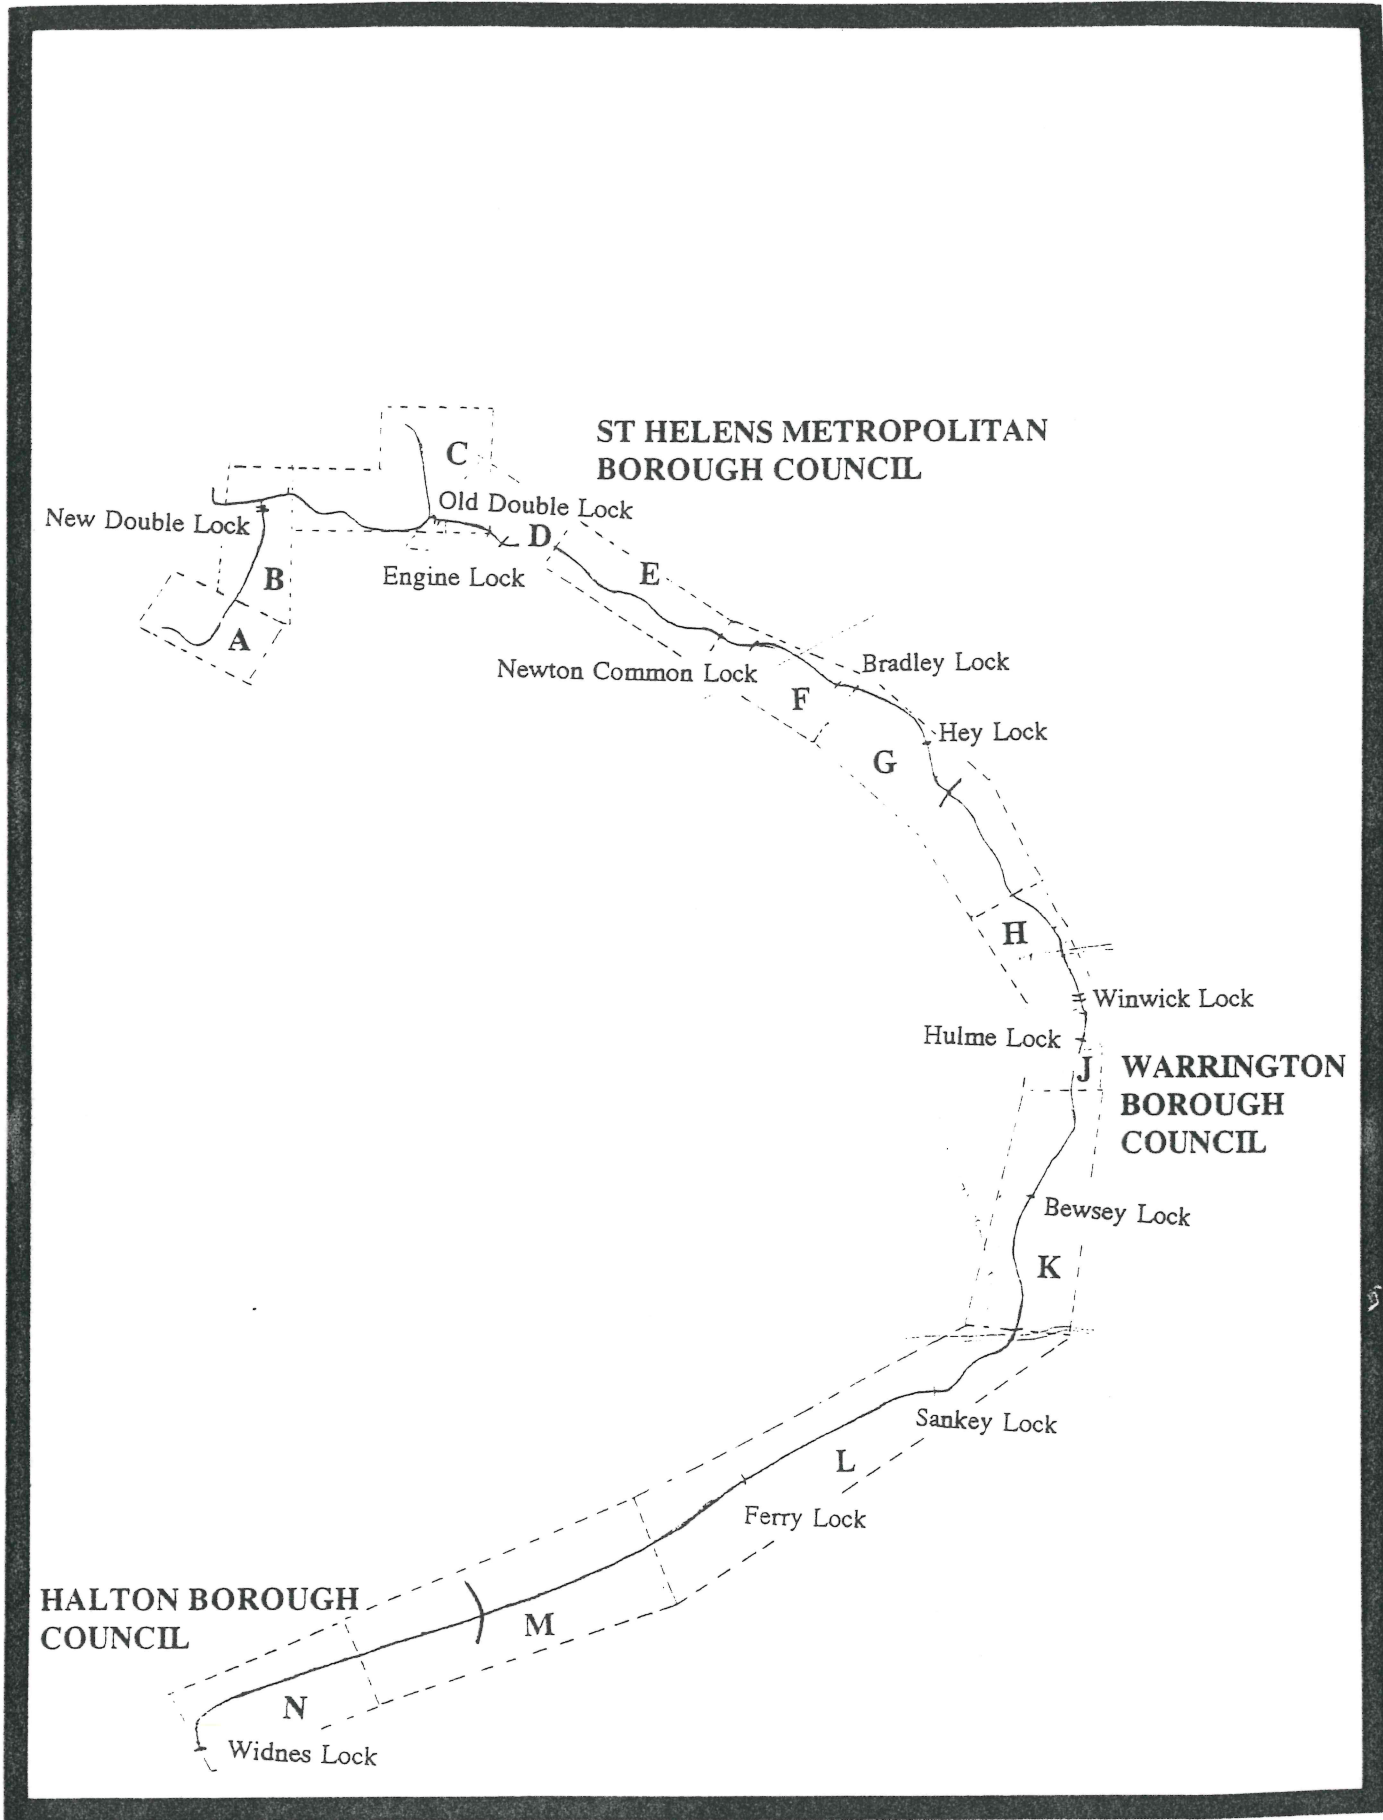 C
ST HELENS METROPOLITAN
BOROUGH COUNCIL
Old Double Lock
New Double Lock
D
B
Engine Lock
E
A
Newton Common Lock
Bradley Lock
F
Hey Lock
G
H
Winwick Lock
Hulme Lock
J
WARRINGTON
BOROUGH
COUNCIL
Bewsey Lock
K
Sankey Lock
L
Ferry Lock
HALTON BOROUGH
COUNCIL
M
N
Widnes Lock